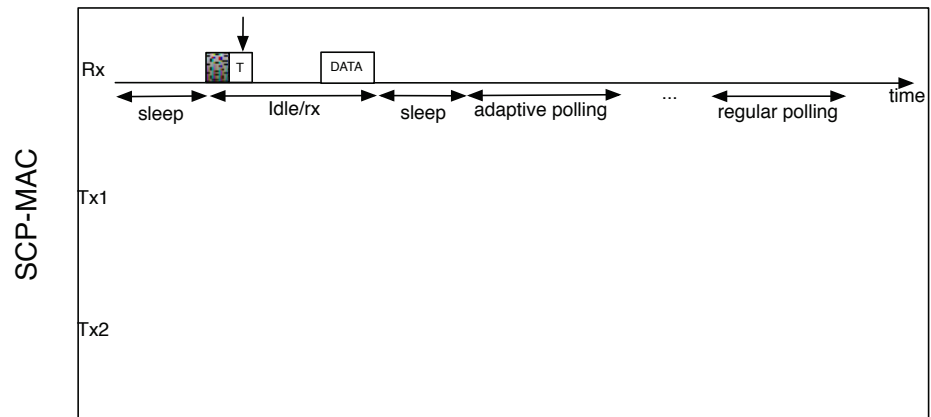 SCP-MAC
Rx
T
DATA
time
sleep
Idle/rx
sleep
adaptive polling
...
regular polling
Tx1
Tx2